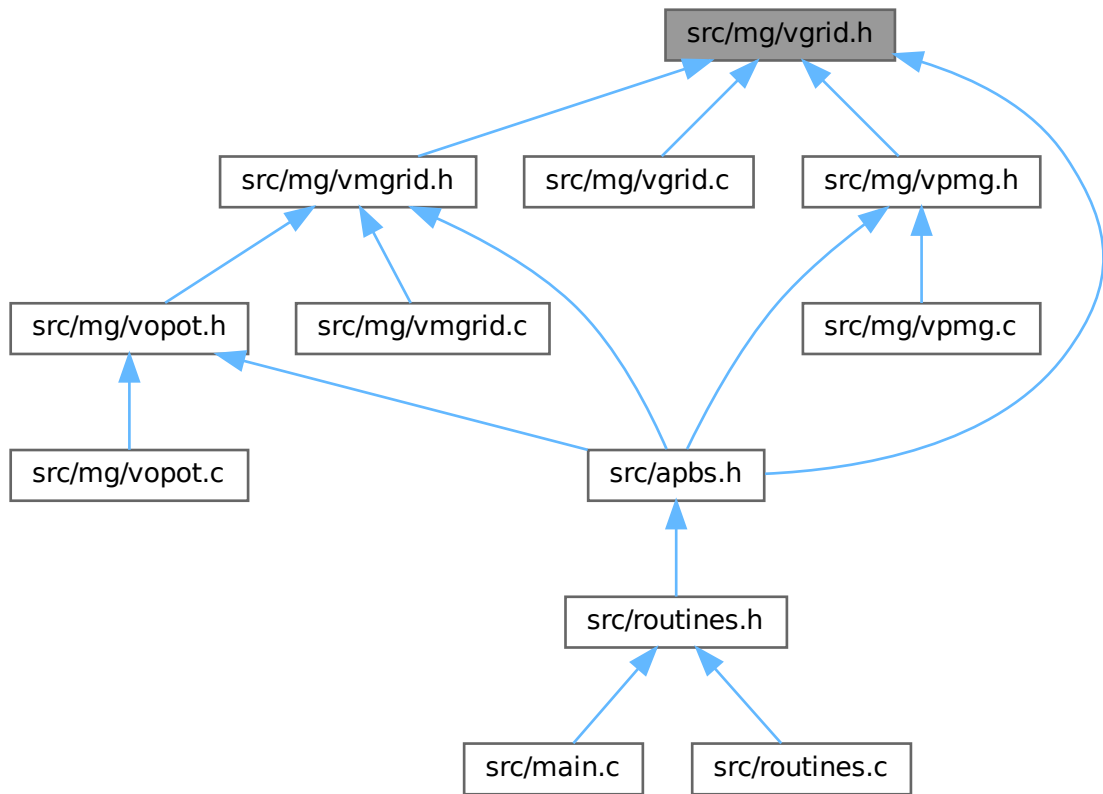 src/mg/vgrid.h
src/mg/vmgrid.h
src/mg/vgrid.c
src/mg/vpmg.h
src/mg/vopot.h
src/mg/vmgrid.c
src/mg/vpmg.c
src/mg/vopot.c
src/apbs.h
src/routines.h
src/main.c
src/routines.c